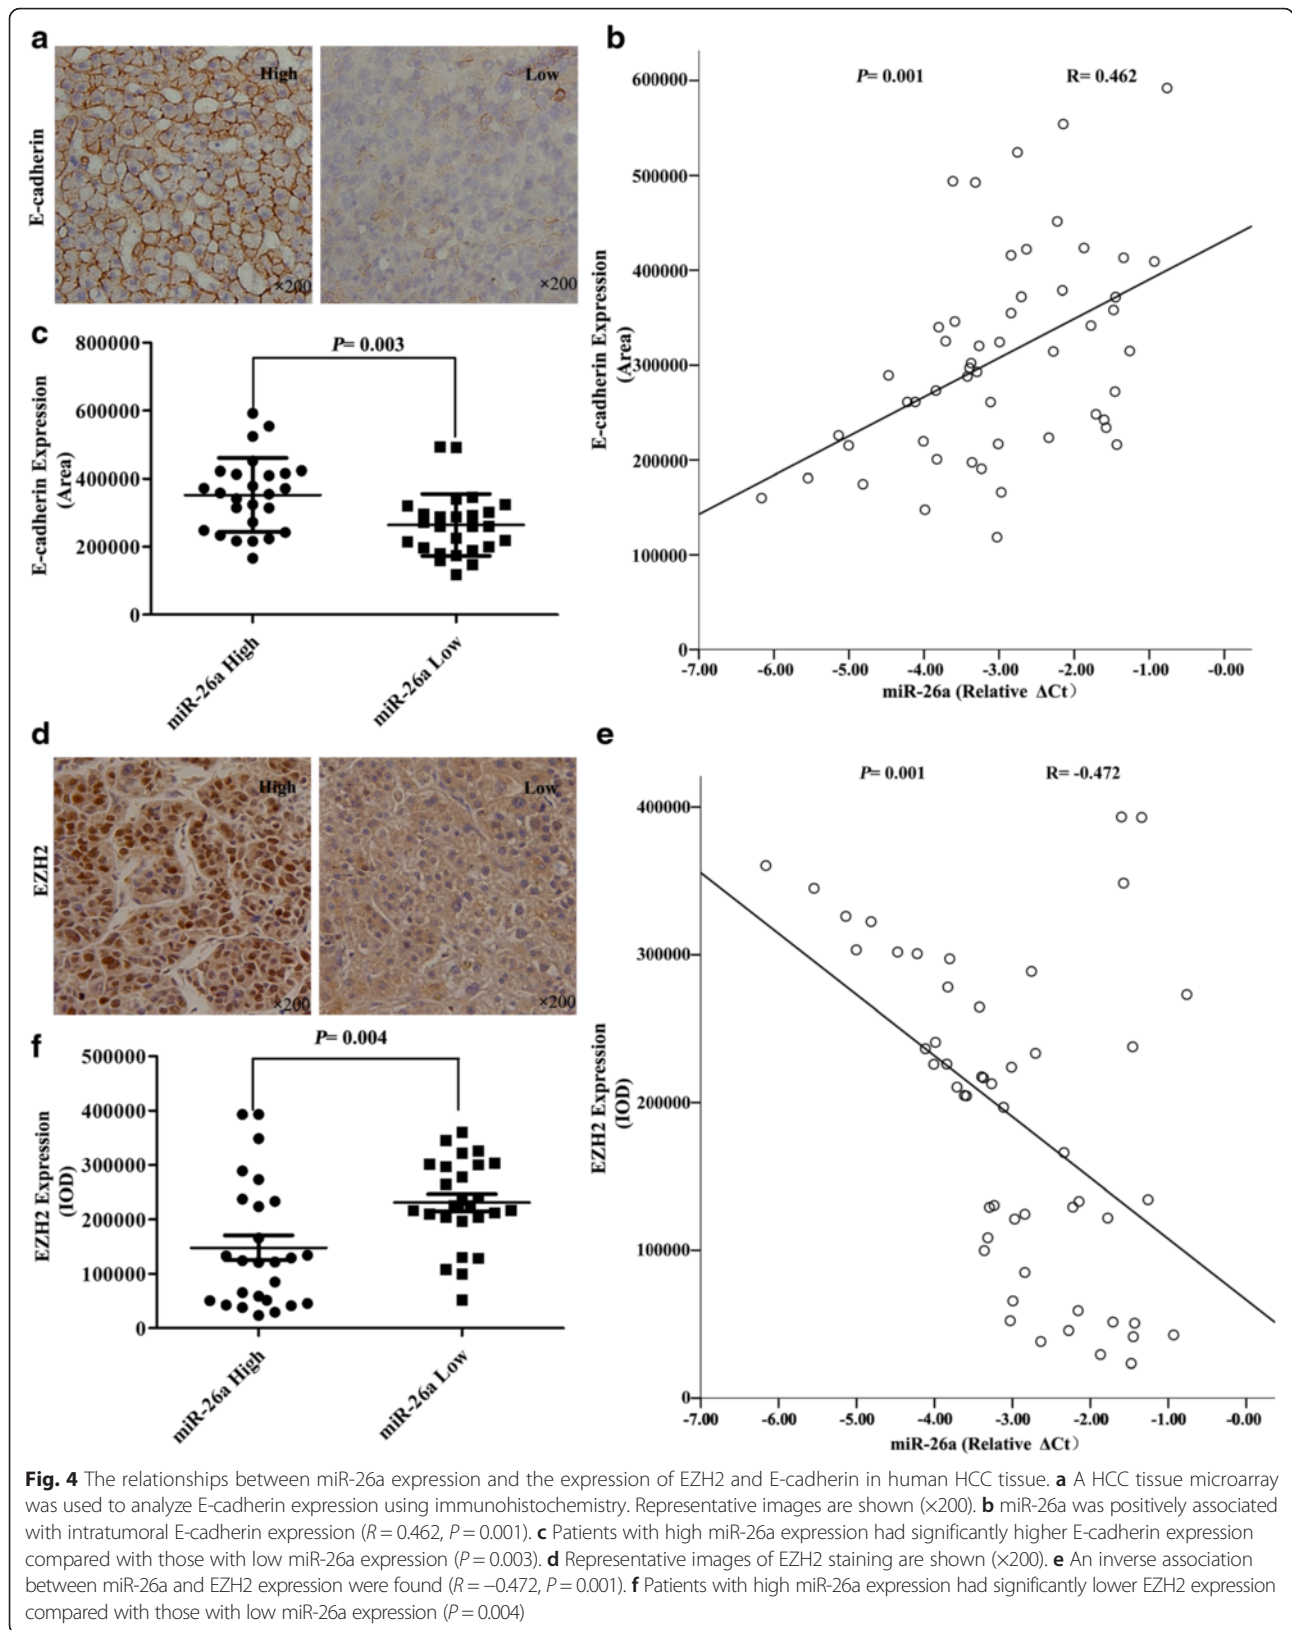 a
High
Low
E-cadherin
×200
×200
b
P= 0.001
R= 0.462
600000
500000
400000
300000
200000
100000
0
E-cadherin Expression
(Area)
-7.00 -6.00 -5.00 -4.00 -3.00 -2.00 -1.00 -0.00
miR-26a (Relative ΔCt)
c
P= 0.003
800000
600000
400000
200000
0
E-cadherin Expression
(Area)
miR-26a High
miR-26a Low
d
High
Low
EZH2
×200
×200
e
P= 0.001
R= -0.472
400000
300000
200000
100000
0
EZH2 Expression
(IOD)
-7.00 -6.00 -5.00 -4.00 -3.00 -2.00 -1.00 -0.00
miR-26a (Relative ΔCt)
f
P= 0.004
500000
400000
300000
200000
100000
0
EZH2 Expression
(IOD)
miR-26a High
miR-26a Low
Fig. 4 The relationships between miR-26a expression and the expression of EZH2 and E-cadherin in human HCC tissue. a A HCC tissue microarray
was used to analyze E-cadherin expression using immunohistochemistry. Representative images are shown (×200). b miR-26a was positively associated
with intratumoral E-cadherin expression (R = 0.462, P = 0.001). c Patients with high miR-26a expression had significantly higher E-cadherin expression
compared with those with low miR-26a expression (P = 0.003). d Representative images of EZH2 staining are shown (×200). e An inverse association
between miR-26a and EZH2 expression were found (R = −0.472, P = 0.001). f Patients with high miR-26a expression had significantly lower EZH2 expression
compared with those with low miR-26a expression (P = 0.004)